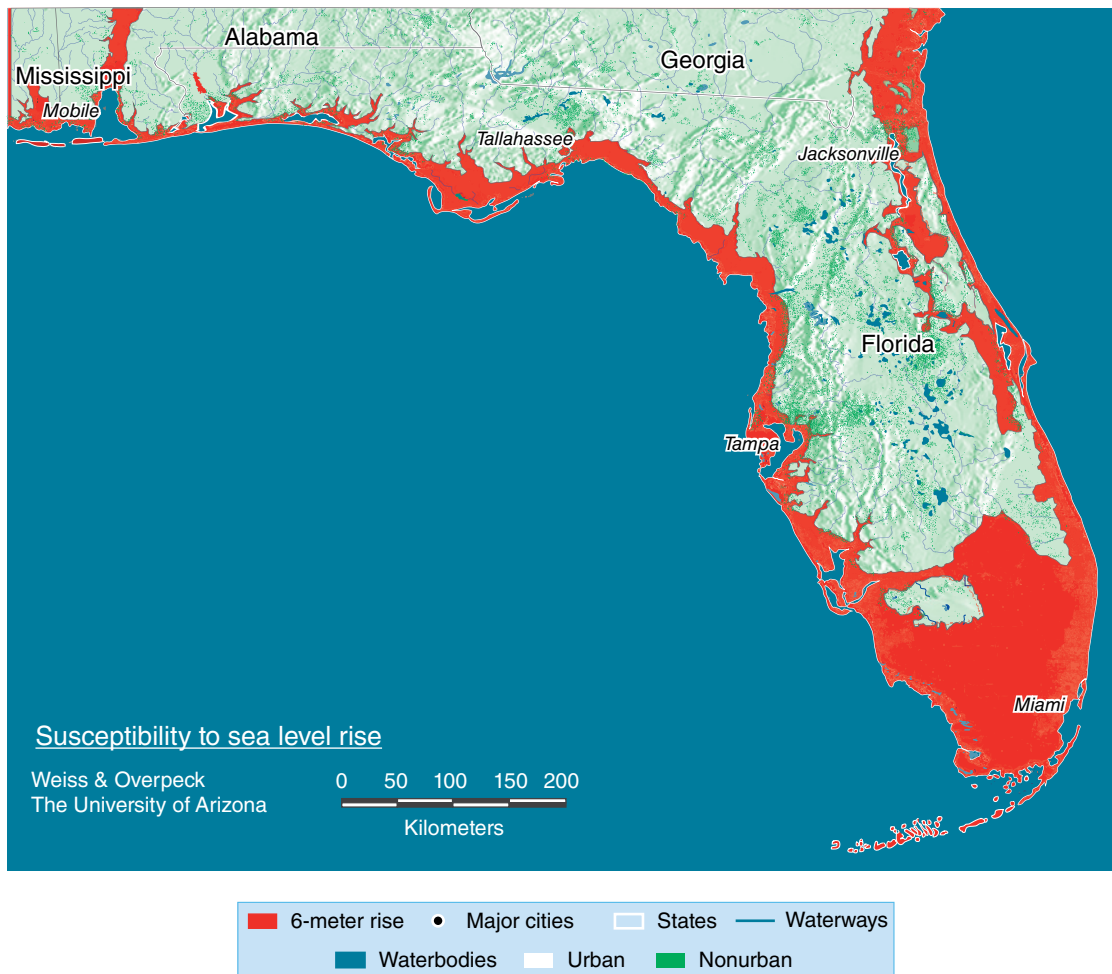 Alabama
Georgia
Mississippi
Mobile
Tallahassee
Jacksonville
Florida
Tampa
Miami
Susceptibility to sea level rise
Weiss & Overpeck
The University of Arizona
0 50 100 150 200
Kilometers
6-meter rise Major cities States Waterways
Waterbodies Urban Nonurban